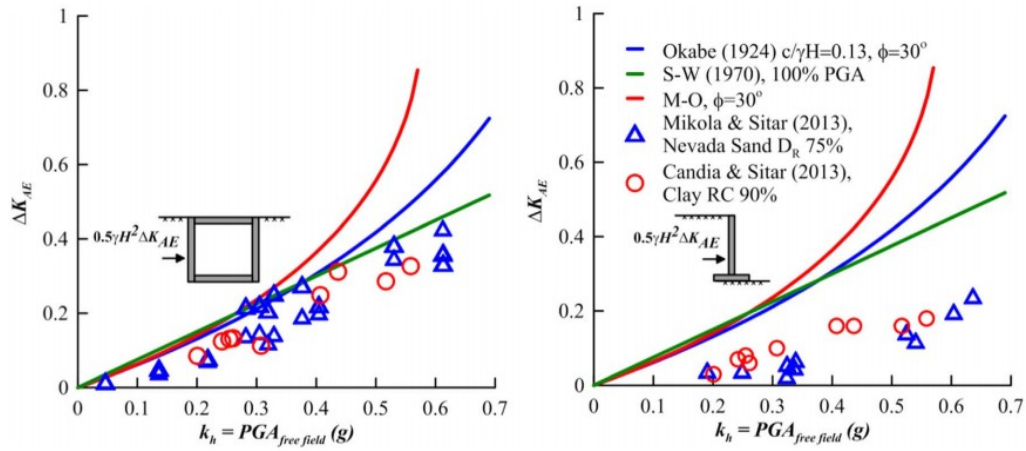 1
0.8
0.6
0.4
0.2
0
ΔK_AE
0.5γH²ΔK_AE
0 0.1 0.2 0.3 0.4 0.5 0.6 0.7
k_h = PGA_free field (g)
1
0.8
0.6
0.4
0.2
0
ΔK_AE
Okabe (1924) c/γH=0.13, ϕ=30°
S-W (1970), 100% PGA
M-O, ϕ=30°
Mikola & Sitar (2013),
Nevada Sand D_R 75%
Candia & Sitar (2013),
Clay RC 90%
0.5γH²ΔK_AE
0 0.1 0.2 0.3 0.4 0.5 0.6 0.7
k_h = PGA_free field (g)